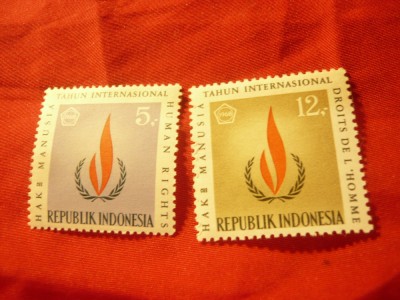 TAHUN INTERNASIONAL
5,-
HAK2 MANUSIA
HUMAN RIGHTS
REPUBLIK INDONESIA
TAHUN INTERNASIONAL
12,-
HAK2 MANUSIA
DROITS DE L'HOMME
REPUBLIK INDONESIA